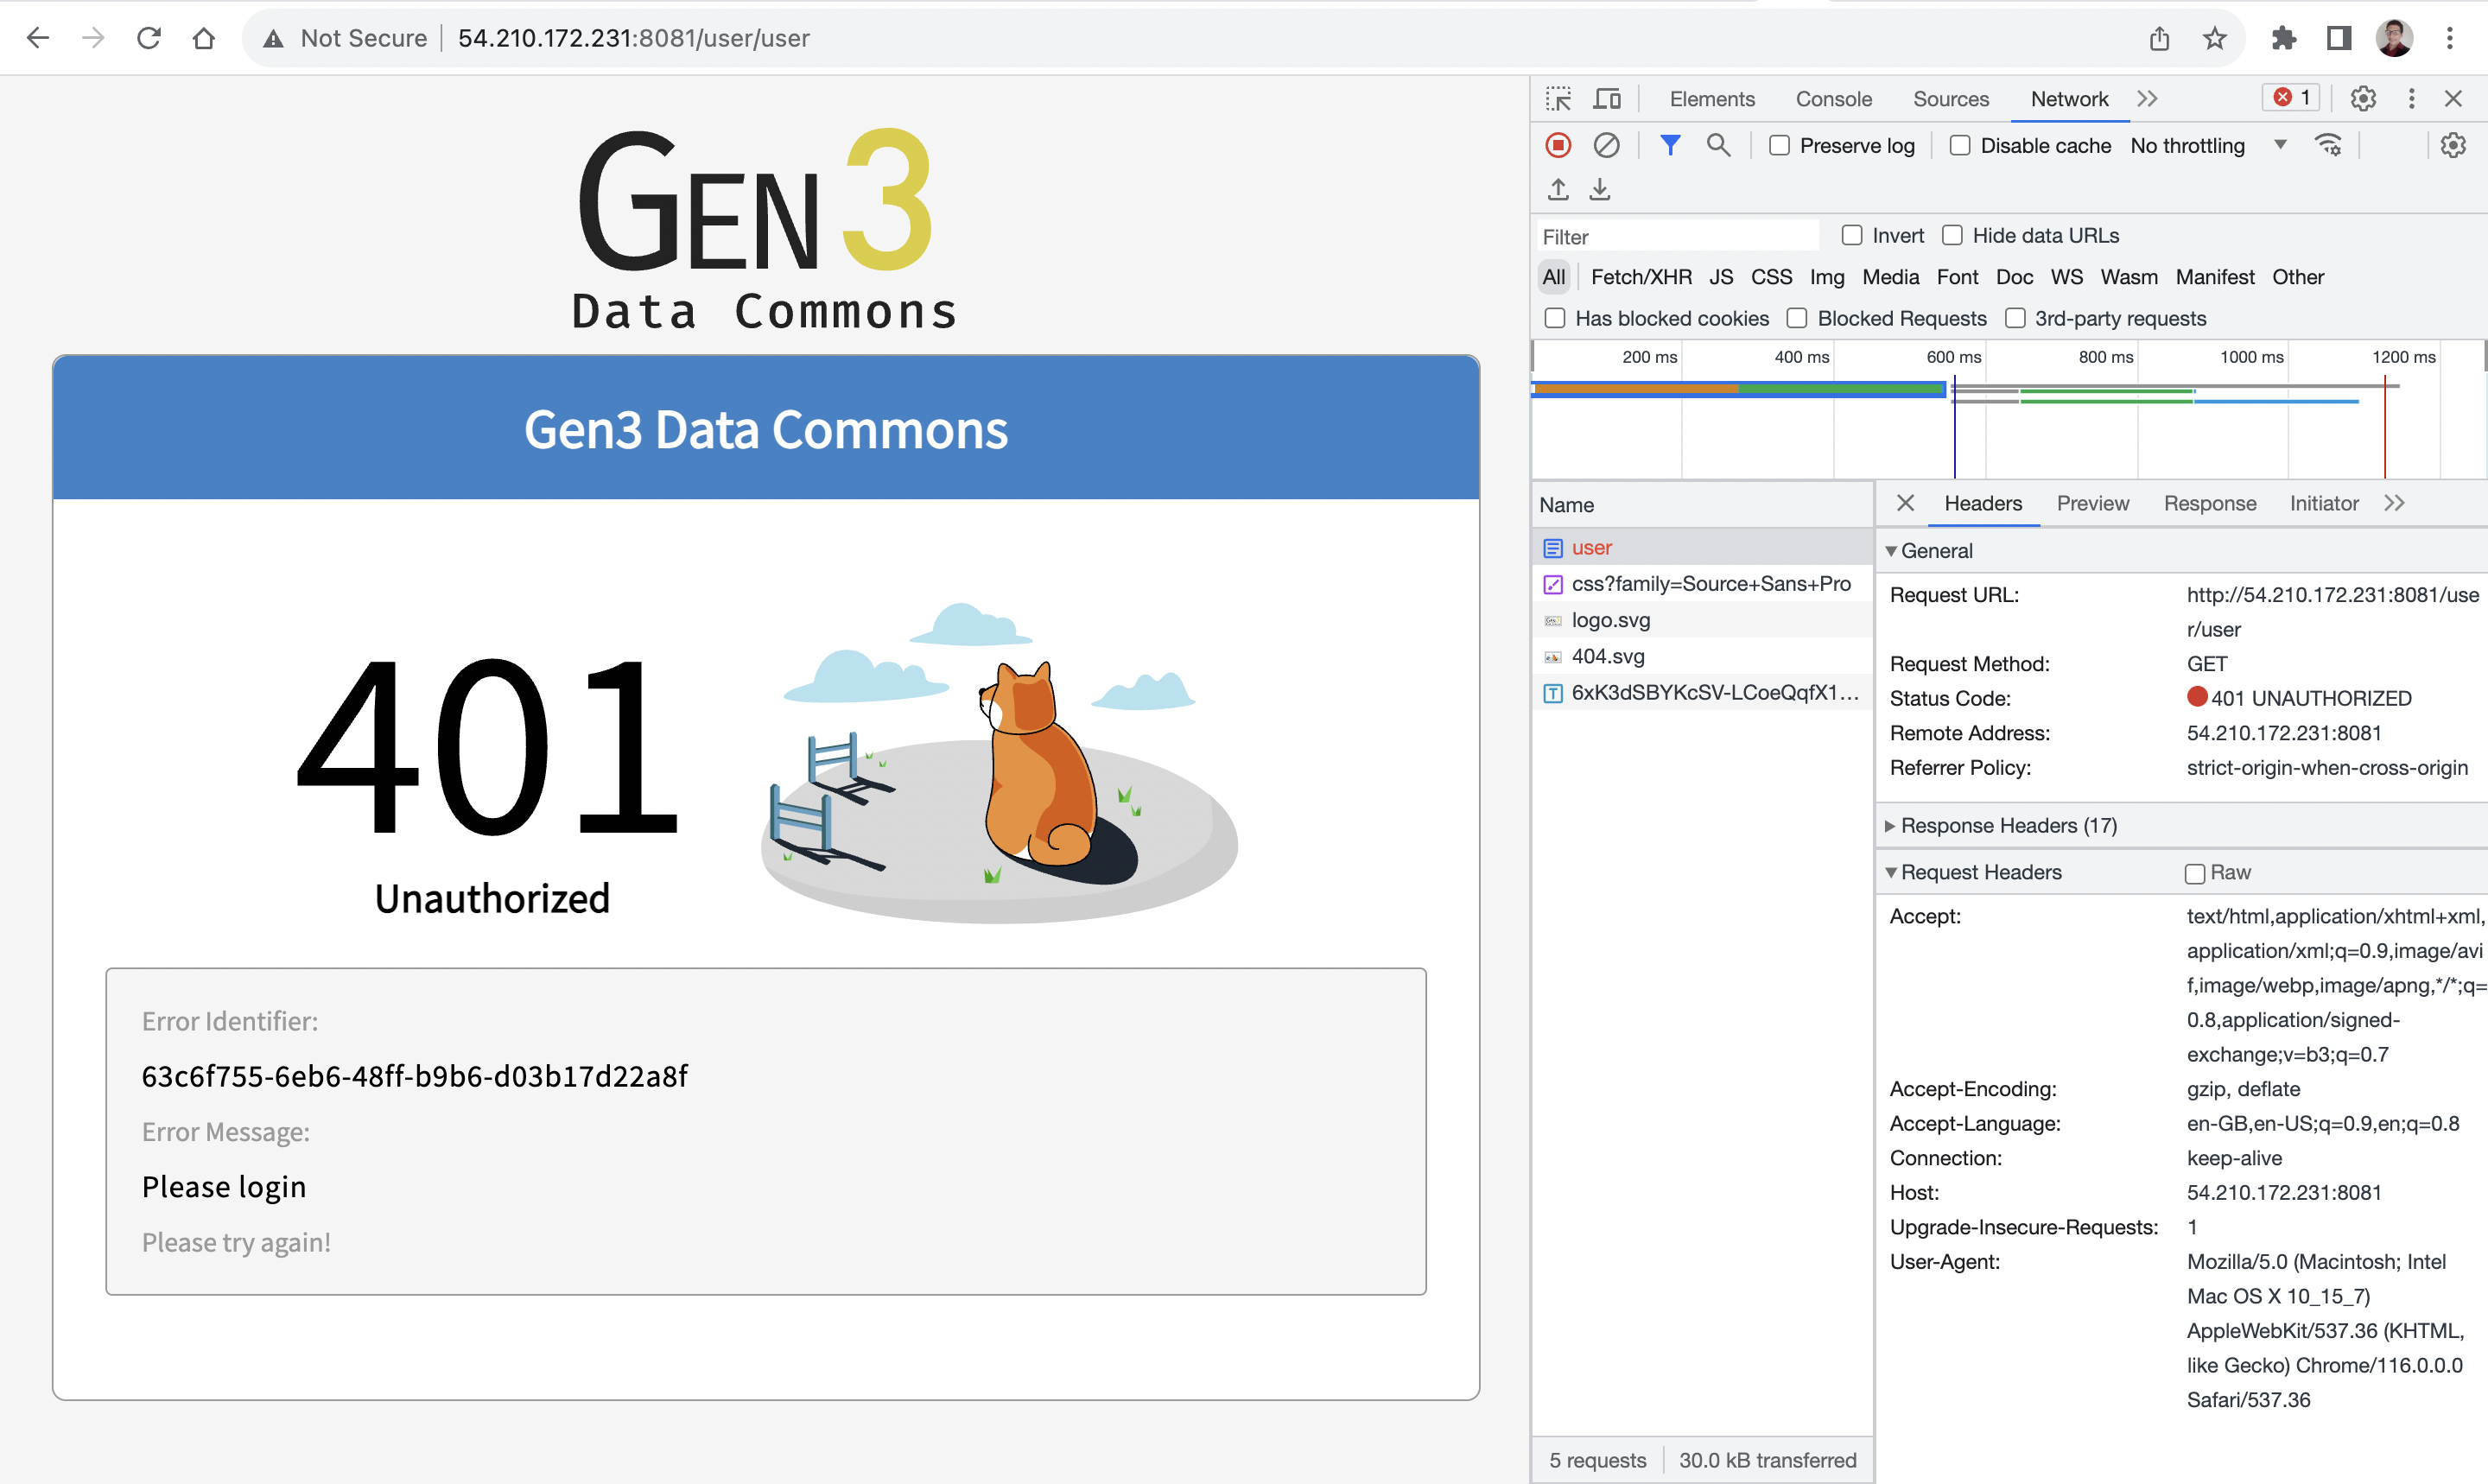 Not Secure 54.210.172.231:8081/user/user
GEN3
Data Commons
Gen3 Data Commons
401
Unauthorized
Error Identifier:
63c6f755-6eb6-48ff-b9b6-d03b17d22a8f
Error Message:
Please login
Please try again!
Elements Console Sources Network 1
Preserve log Disable cache No throttling
Filter Invert Hide data URLs
All Fetch/XHR JS CSS Img Media Font Doc WS Wasm Manifest Other
Has blocked cookies Blocked Requests 3rd-party requests
200 ms 400 ms 600 ms 800 ms 1000 ms 1200 ms
Name
user
css?family=Source+Sans+Pro
logo.svg
404.svg
6xK3dSBYKcSV-LCoeQqfX1…
5 requests 30.0 kB transferred
Headers Preview Response Initiator
General
Request URL: http://54.210.172.231:8081/use
r/user
Request Method: GET
Status Code: 401 UNAUTHORIZED
Remote Address: 54.210.172.231:8081
Referrer Policy: strict-origin-when-cross-origin
Response Headers (17)
Request Headers Raw
Accept: text/html,application/xhtml+xml,
application/xml;q=0.9,image/avi
f,image/webp,image/apng,*/*;q=
0.8,application/signed-
exchange;v=b3;q=0.7
Accept-Encoding: gzip, deflate
Accept-Language: en-GB,en-US;q=0.9,en;q=0.8
Connection: keep-alive
Host: 54.210.172.231:8081
Upgrade-Insecure-Requests: 1
User-Agent: Mozilla/5.0 (Macintosh; Intel
Mac OS X 10_15_7)
AppleWebKit/537.36 (KHTML,
like Gecko) Chrome/116.0.0.0
Safari/537.36